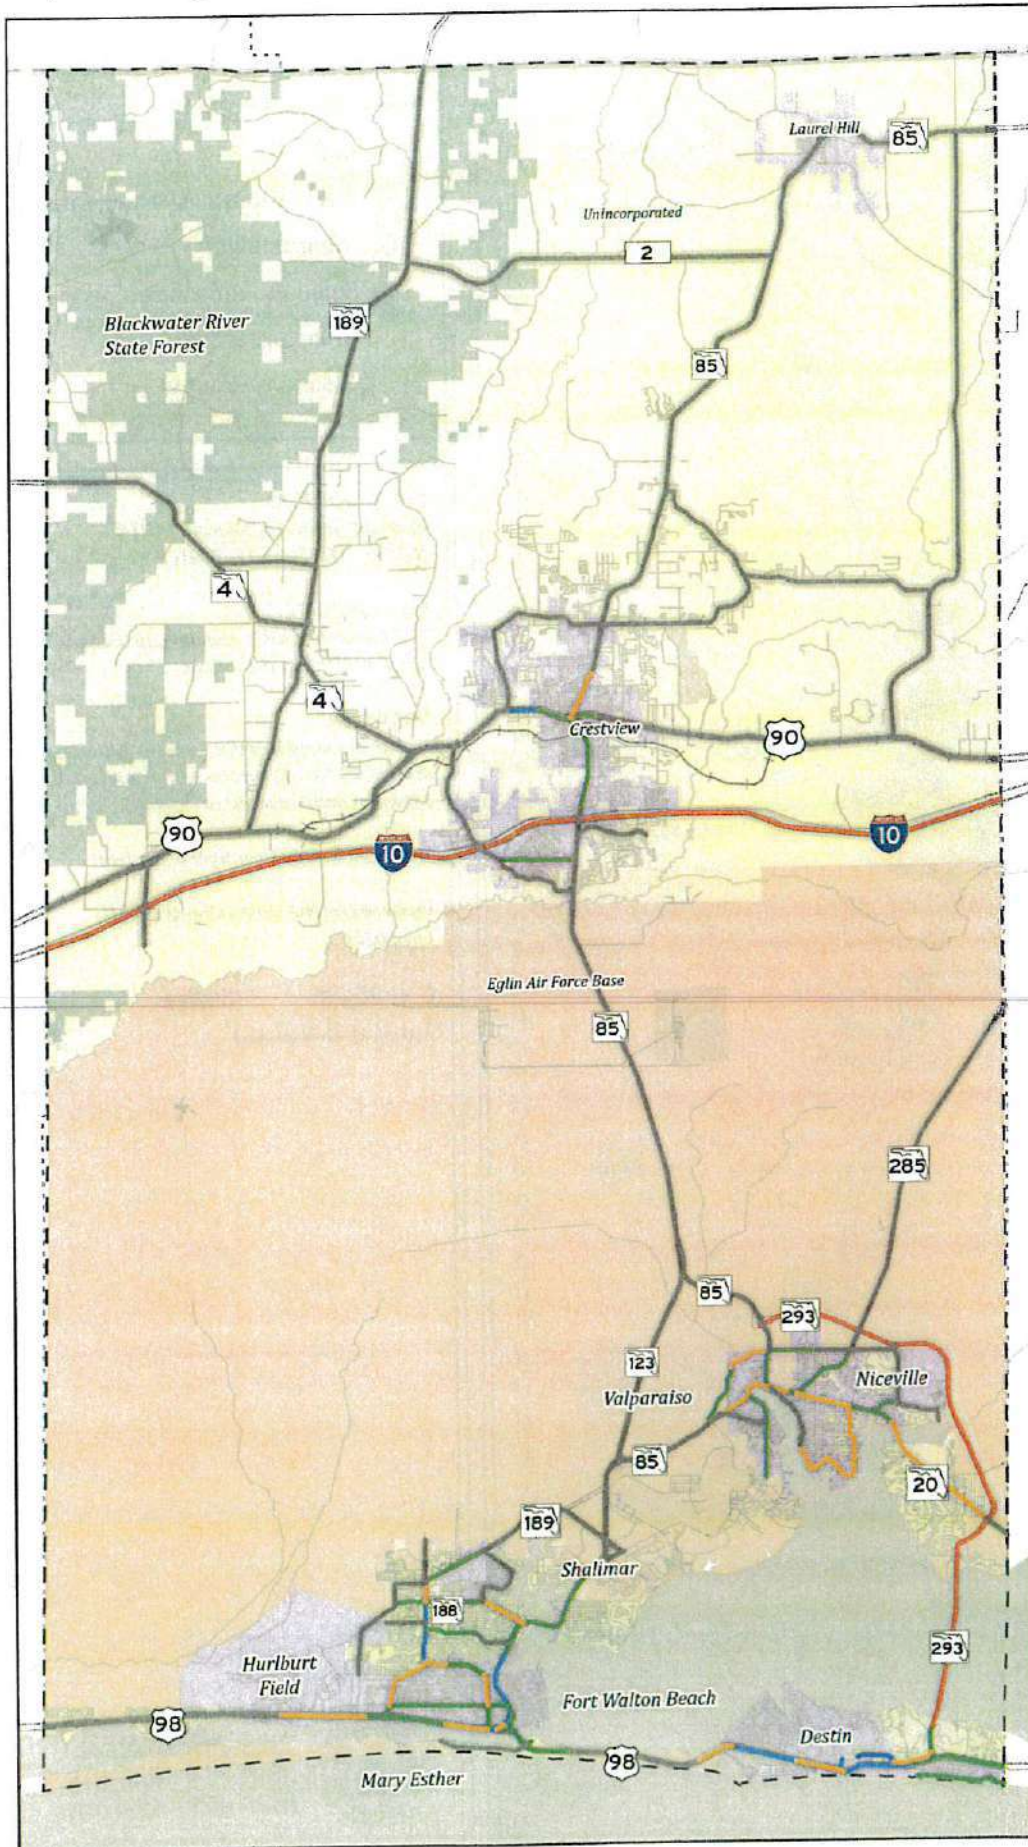 Laurel Hill
85
Unincorporated
2
189
Blackwater River
State Forest
85
4
4
Crestview
90
90
10
10
Eglin Air Force Base
85
285
85
293
123
Niceville
Valparaiso
85
20
189
Shalimar
188
293
Hurlburt
Field
Fort Walton Beach
98
Destin
98
Mary Esther